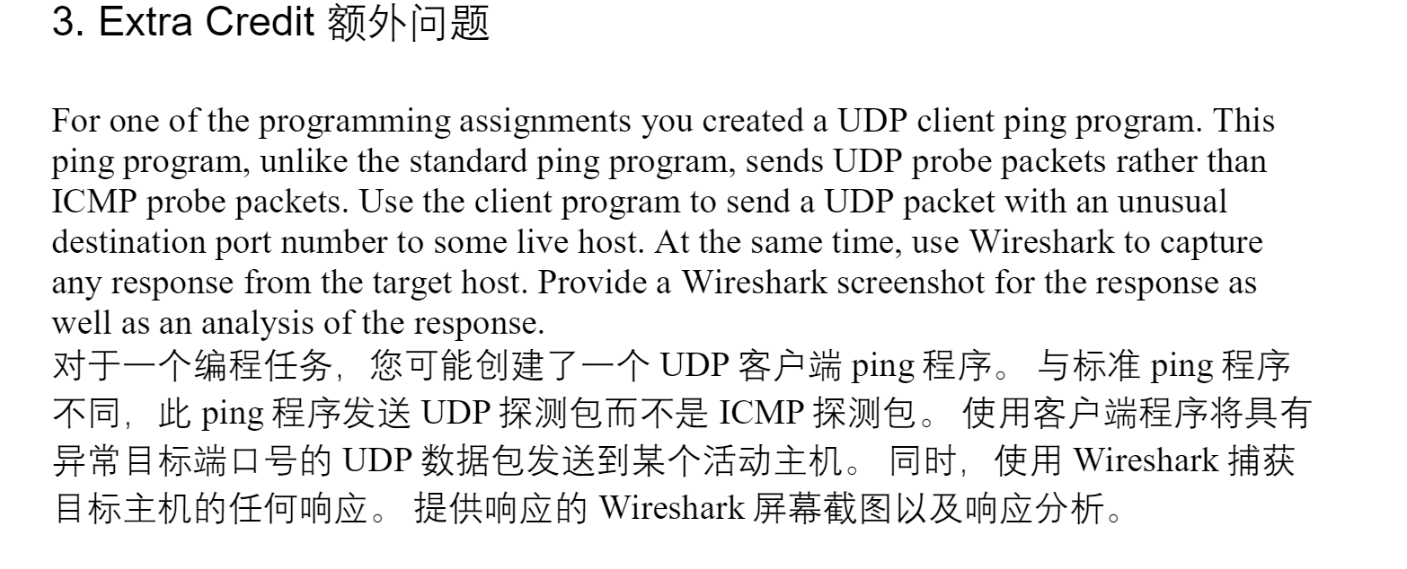 3. Extra Credit 额外问题
For one of the programming assignments you created a UDP client ping program. This
ping program, unlike the standard ping program, sends UDP probe packets rather than
ICMP probe packets. Use the client program to send a UDP packet with an unusual
destination port number to some live host. At the same time, use Wireshark to capture
any response from the target host. Provide a Wireshark screenshot for the response as
well as an analysis of the response.
对于一个编程任务，您可能创建了一个 UDP 客户端 ping 程序。 与标准 ping 程序
不同，此 ping 程序发送 UDP 探测包而不是 ICMP 探测包。 使用客户端程序将具有
异常目标端口号的 UDP 数据包发送到某个活动主机。 同时，使用 Wireshark 捕获
目标主机的任何响应。 提供响应的 Wireshark 屏幕截图以及响应分析。